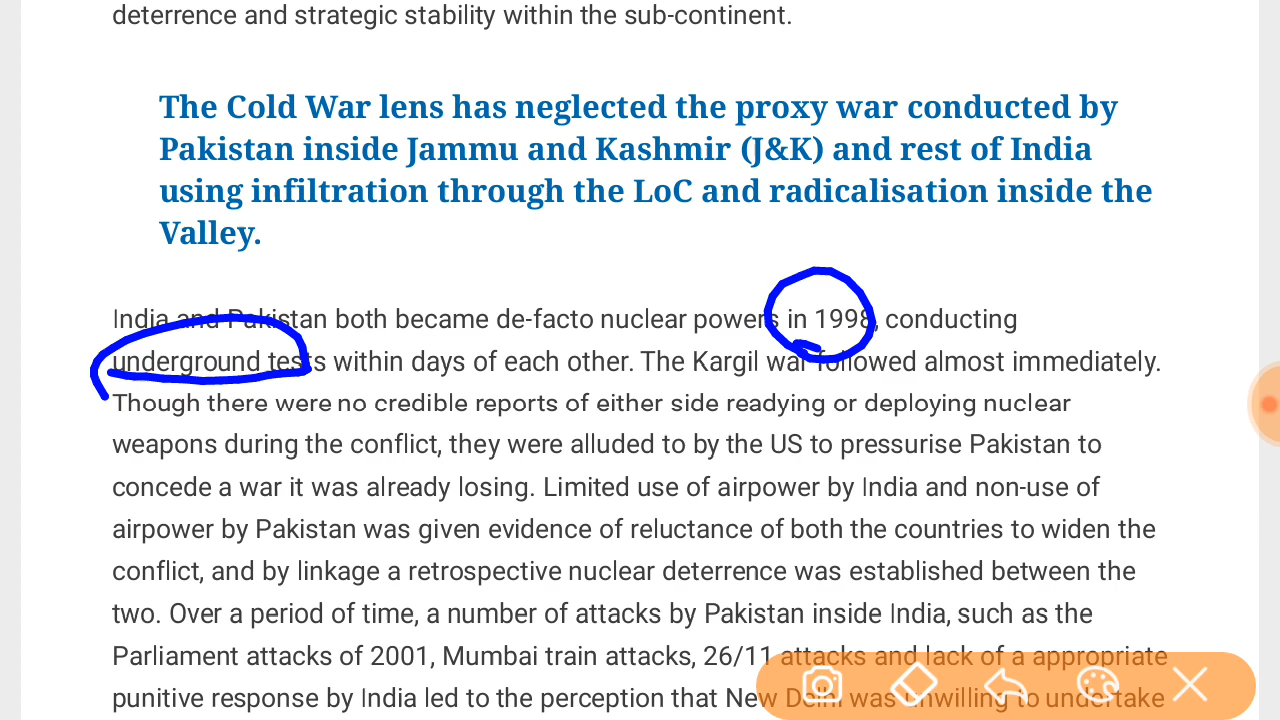 deterrence and strategic stability within the sub-continent.
The Cold War lens has neglected the proxy war conducted by
Pakistan inside Jammu and Kashmir (J&K) and rest of India
using infiltration through the LoC and radicalisation inside the
Valley.
India and Pakistan both became de-facto nuclear powers in 1998, conducting
underground tests within days of each other. The Kargil war followed almost immediately.
Though there were no credible reports of either side readying or deploying nuclear
weapons during the conflict, they were alluded to by the US to pressurise Pakistan to
concede a war it was already losing. Limited use of airpower by India and non-use of
airpower by Pakistan was given evidence of reluctance of both the countries to widen the
conflict, and by linkage a retrospective nuclear deterrence was established between the
two. Over a period of time, a number of attacks by Pakistan inside India, such as the
Parliament attacks of 2001, Mumbai train attacks, 26/11 attacks and lack of a appropriate
punitive response by India led to the perception that New Delhi was unwilling to undertake